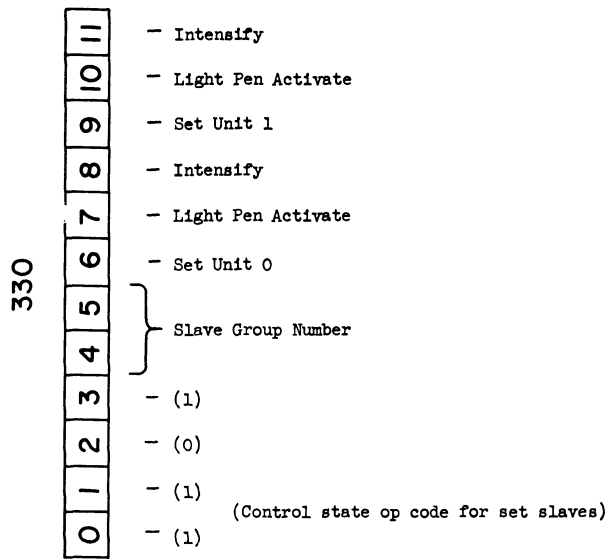 11 - Intensify
10 - Light Pen Activate
9 - Set Unit 1
8 - Intensify
7 - Light Pen Activate
6 - Set Unit 0
5
Slave Group Number
4
3 - (1)
2 - (0)
1 - (1)
(Control state op code for set slaves)
0 - (1)
330